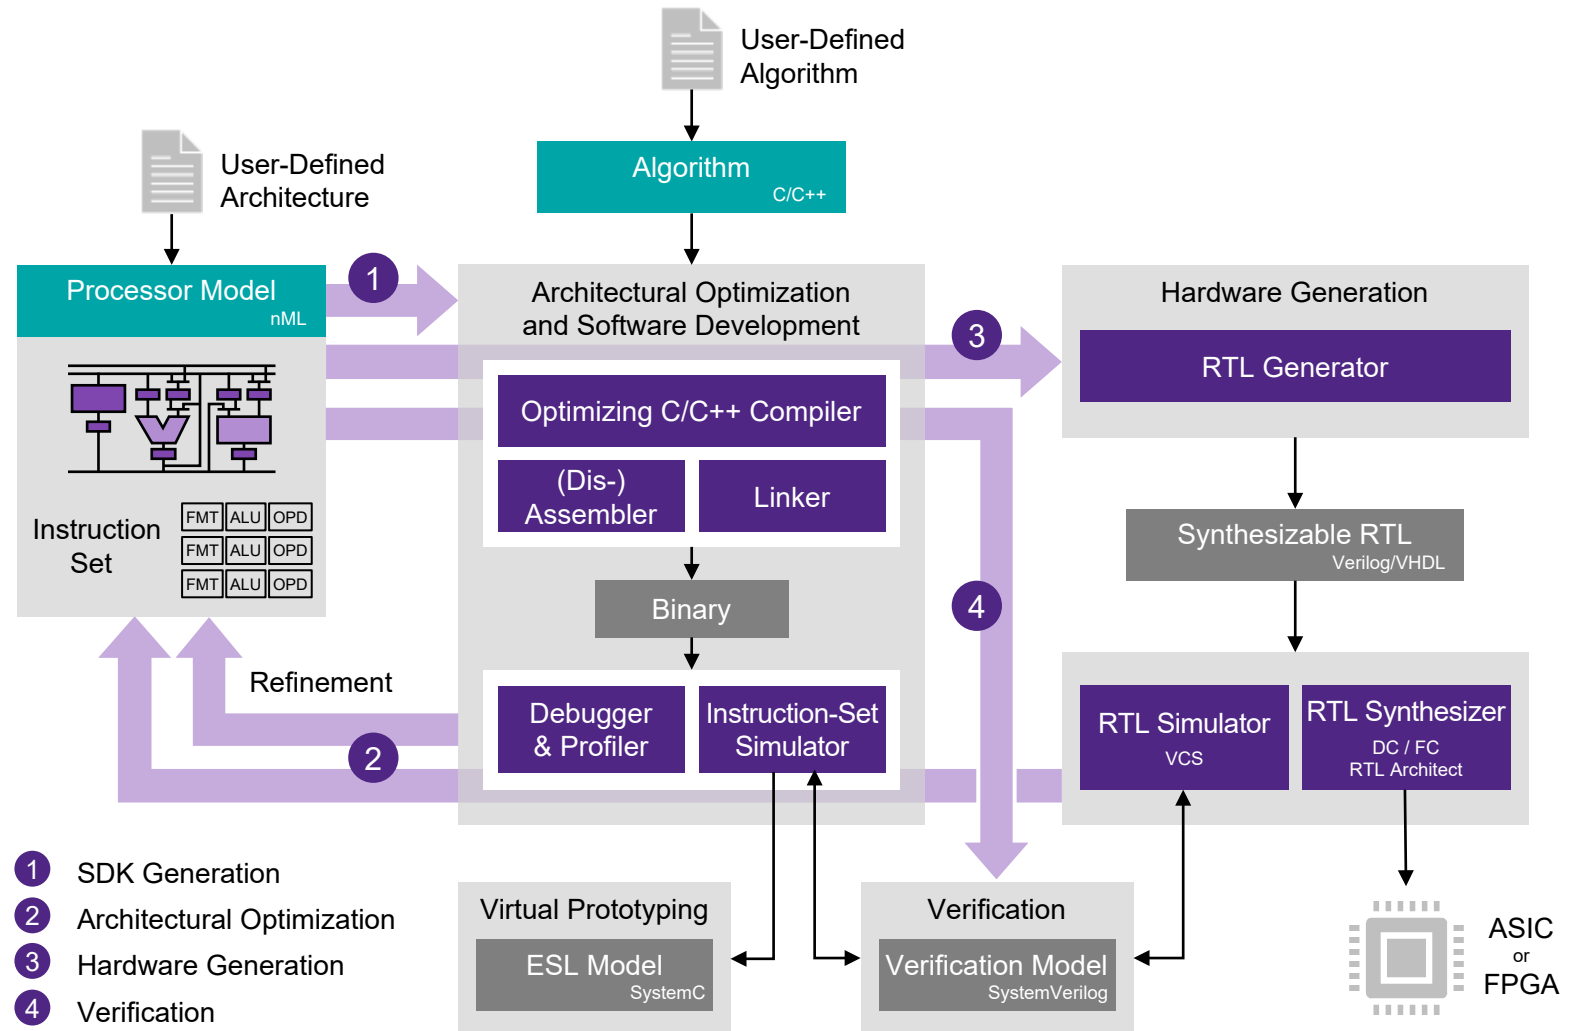 User-Defined
Algorithm
User-Defined
Architecture
Algorithm
C/C++
Processor Model
nML
1
Architectural Optimization
and Software Development
3
Hardware Generation
RTL Generator
Optimizing C/C++ Compiler
(Dis-)
Assembler
Linker
Instruction
Set
FMT ALU OPD
FMT ALU OPD
FMT ALU OPD
Synthesizable RTL
Verilog/VHDL
Binary
4
Refinement
2
Debugger
& Profiler
Instruction-Set
Simulator
RTL Simulator
VCS
RTL Synthesizer
DC / FC
RTL Architect
1 SDK Generation
2 Architectural Optimization
3 Hardware Generation
4 Verification
Virtual Prototyping
ESL Model
SystemC
Verification
Verification Model
SystemVerilog
ASIC
or
FPGA